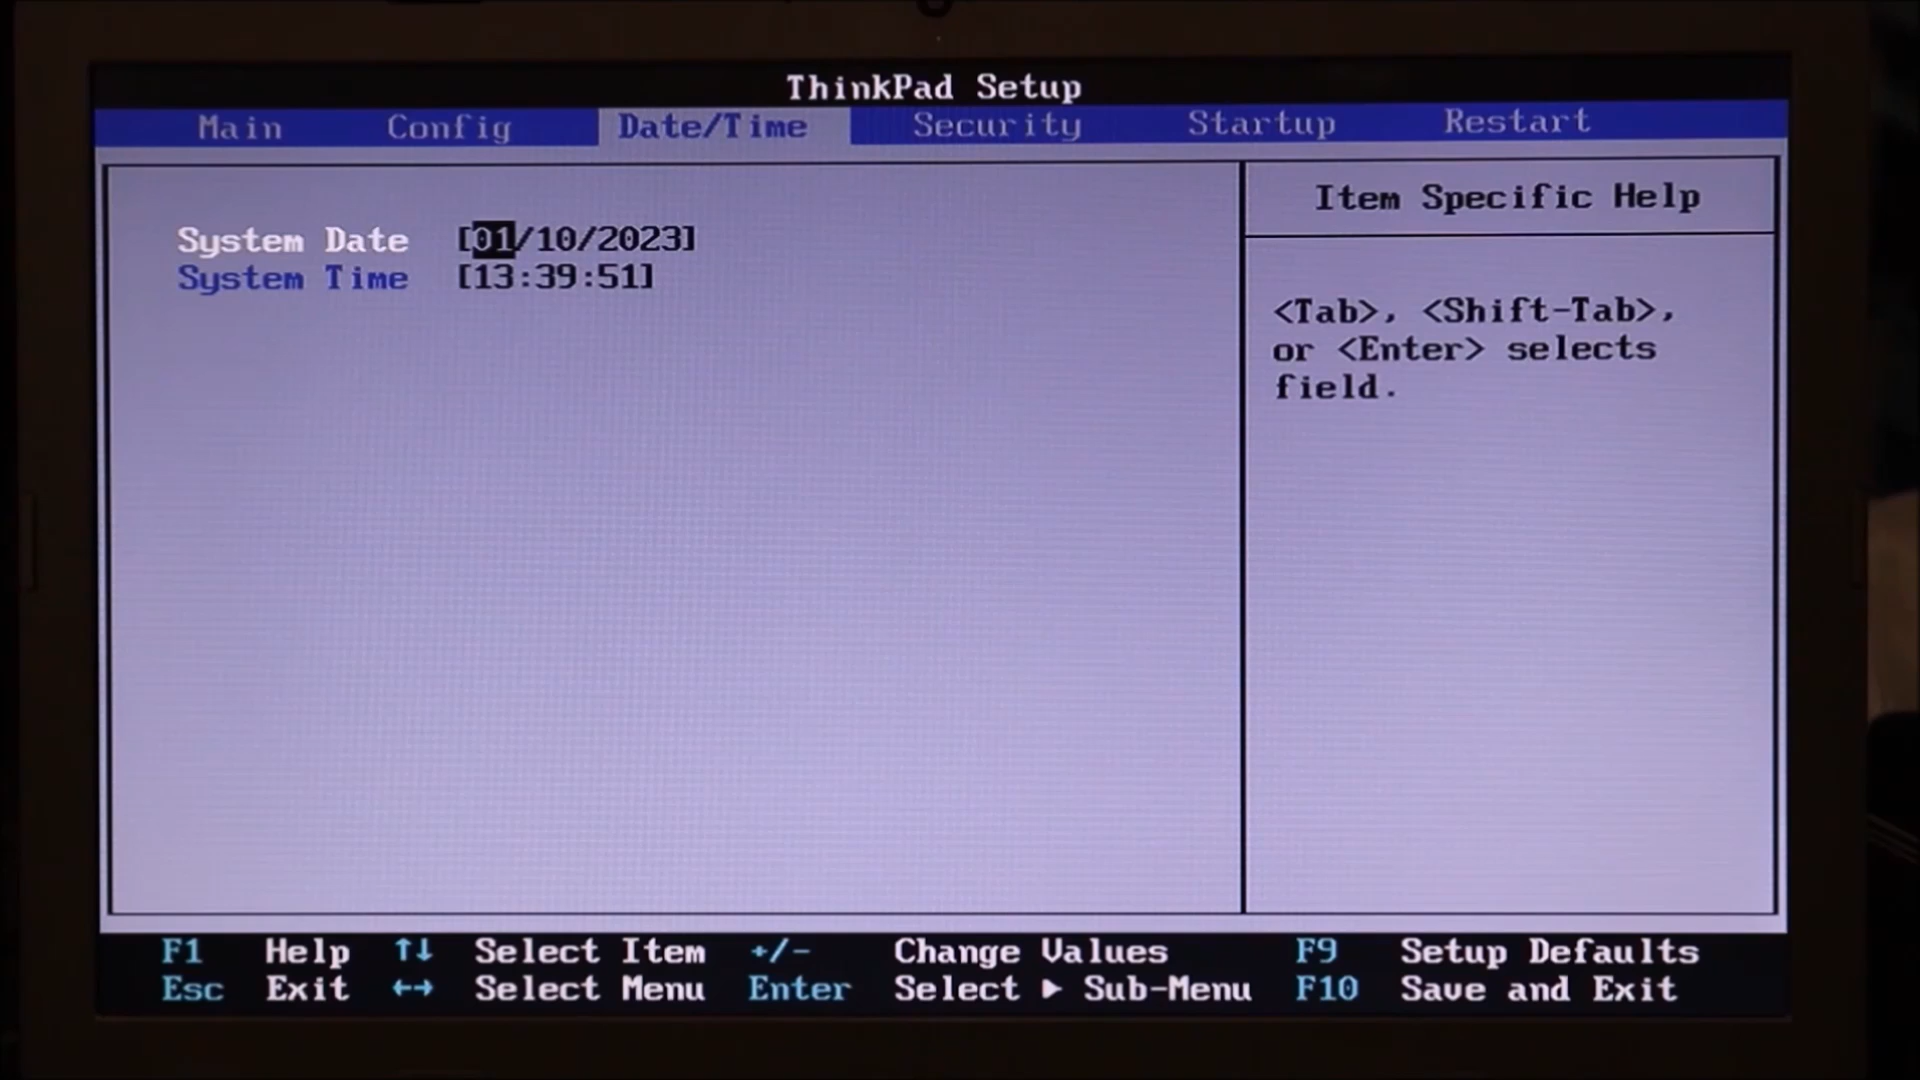 ThinkPad Setup
Main Config Date/Time Security Startup Restart
System Date [01/10/2023]
System Time [13:39:51]
Item Specific Help
<Tab>, <Shift-Tab>,
or <Enter> selects
field.
F1 Help ↑↓ Select Item +/- Change Values F9 Setup Defaults
Esc Exit ←→ Select Menu Enter Select ▶ Sub-Menu F10 Save and Exit